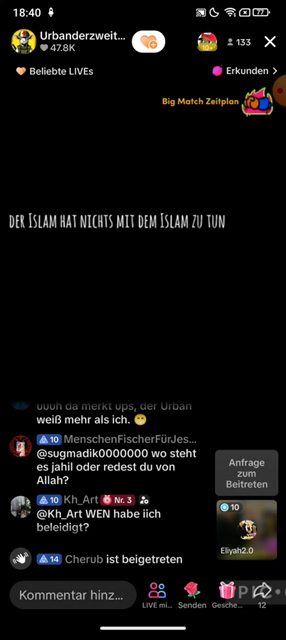 18:40
77
Urbanderzweit...
47.8K
133
Beliebte LIVEs
Erkunden >
Big Match Zeitplan
der Islam hat nichts mit dem Islam zu tun
uuuh da merkt ups, der Urban
weiß mehr als ich.
10 MenschenFischerFürJes...
@sugmadik0000000 wo steht
es jahil oder redest du von
Allah?
10 Kh_Art Nr. 3
@Kh_Art WEN habe iich
beleidigt?
14 Cherub ist beigetreten
Anfrage
zum
Beitreten
10
Eliyah2.0
Kommentar hinz...
LIVE mi...
Senden
Gesche...
12